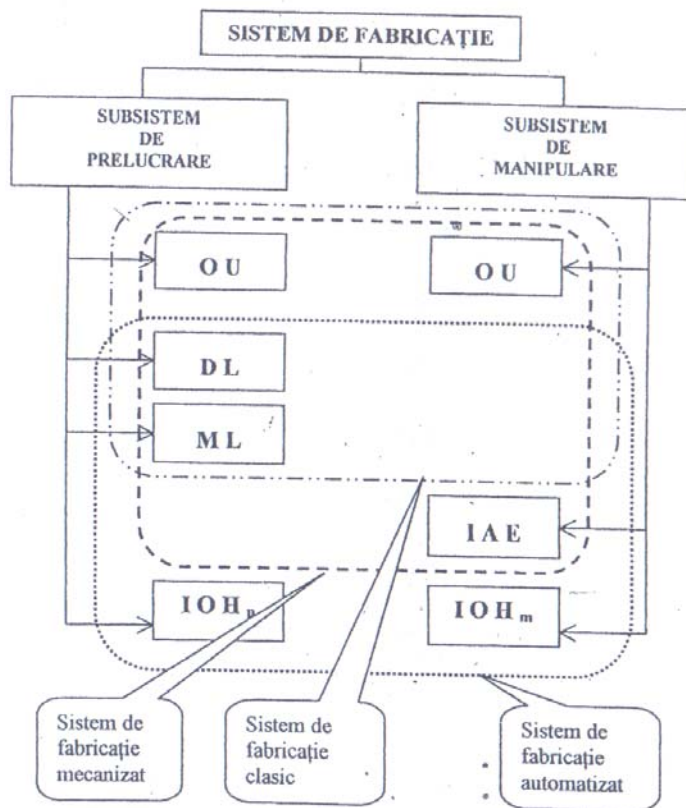 SISTEM DE FABRICAȚIE
SUBSISTEM
DE
PRELUCRARE
SUBSISTEM
DE
MANIPULARE
O U
O U
D L
M L
I A E
I O H p
I O H m
Sistem de
fabricație
mecanizat
Sistem de
fabricație
clasic
Sistem de
fabricație
automatizat